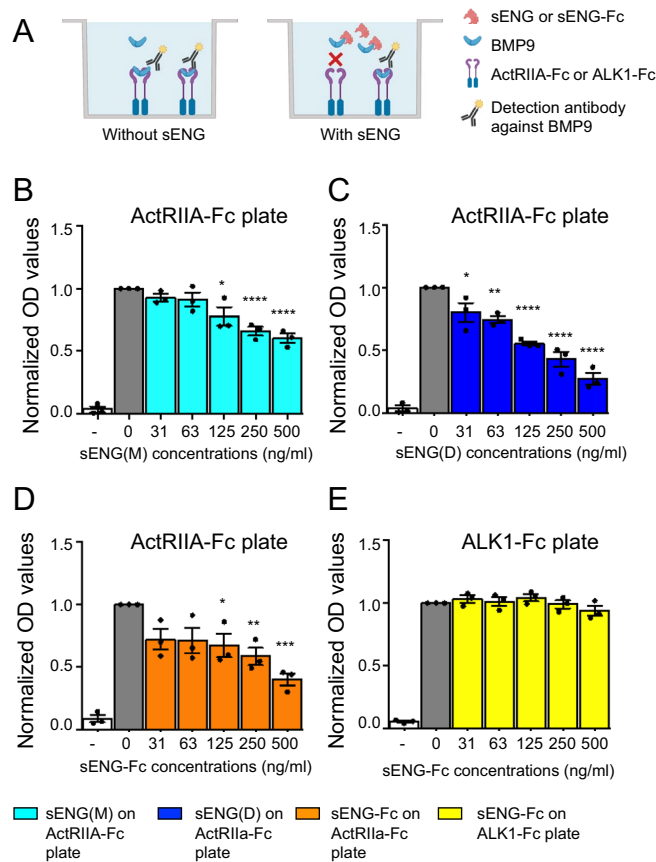 A
Without sENG
With sENG
sENG or sENG-Fc
BMP9
ActRIIA-Fc or ALK1-Fc
Detection antibody
against BMP9
B
ActRIIA-Fc plate
Normalized OD values
1.5
1.0
0.5
0.0
*
****
****
- 0 31 63 125 250 500
sENG(M) concentrations (ng/ml)
C
ActRIIA-Fc plate
Normalized OD values
1.5
1.0
0.5
0.0
*
**
****
****
****
- 0 31 63 125 250 500
sENG(D) concentrations (ng/ml)
D
ActRIIA-Fc plate
Normalized OD values
1.5
1.0
0.5
0.0
*
**
***
- 0 31 63 125 250 500
sENG-Fc concentrations (ng/ml)
E
ALK1-Fc plate
Normalized OD values
1.5
1.0
0.5
0.0
- 0 31 63 125 250 500
sENG-Fc concentrations (ng/ml)
sENG(M) on
ActRIIA-Fc
plate
sENG(D) on
ActRIIa-Fc
plate
sENG-Fc on
ActRIIa-Fc
plate
sENG-Fc on
ALK1-Fc plate